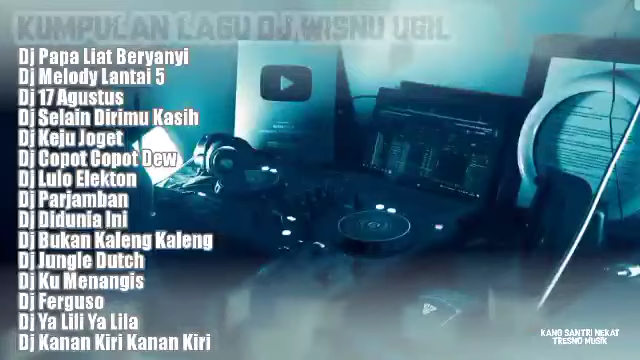 KUMPULAN LAGU DJ WISNU UGIL
Dj Papa Liat Beryanyi
Dj Melody Lantai 5
Dj 17 Agustus
Dj Selain Dirimu Kasih
Dj Keju Joget
Dj Copot Copot Dew
Dj Lulo Elekton
Dj Parjamban
Dj Didunia Ini
Dj Bukan Kaleng Kaleng
Dj Jungle Dutch
Dj Ku Menangis
Dj Ferguso
Dj Ya Lili Ya Lila
Dj Kanan Kiri Kanan Kiri
KANG SANTRI NEKAT
TRESNO MUSIK